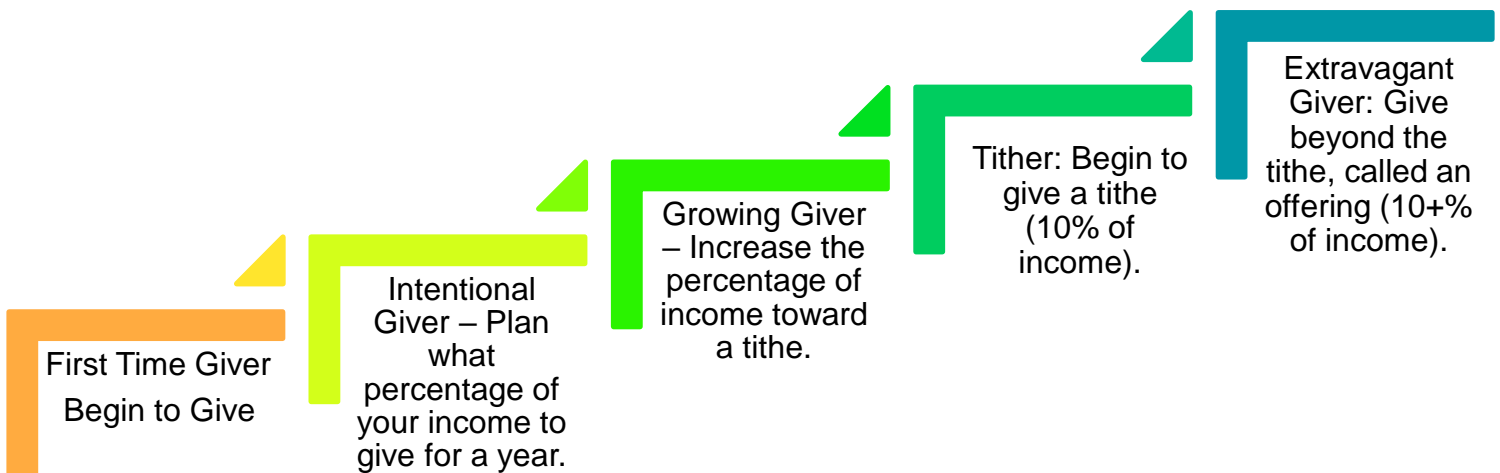 First Time Giver
Begin to Give
Intentional
Giver – Plan
what
percentage of
your income to
give for a year.
Growing Giver
– Increase the
percentage of
income toward
a tithe.
Tither: Begin to
give a tithe
(10% of
income).
Extravagant
Giver: Give
beyond the
tithe, called an
offering (10+%
of income).